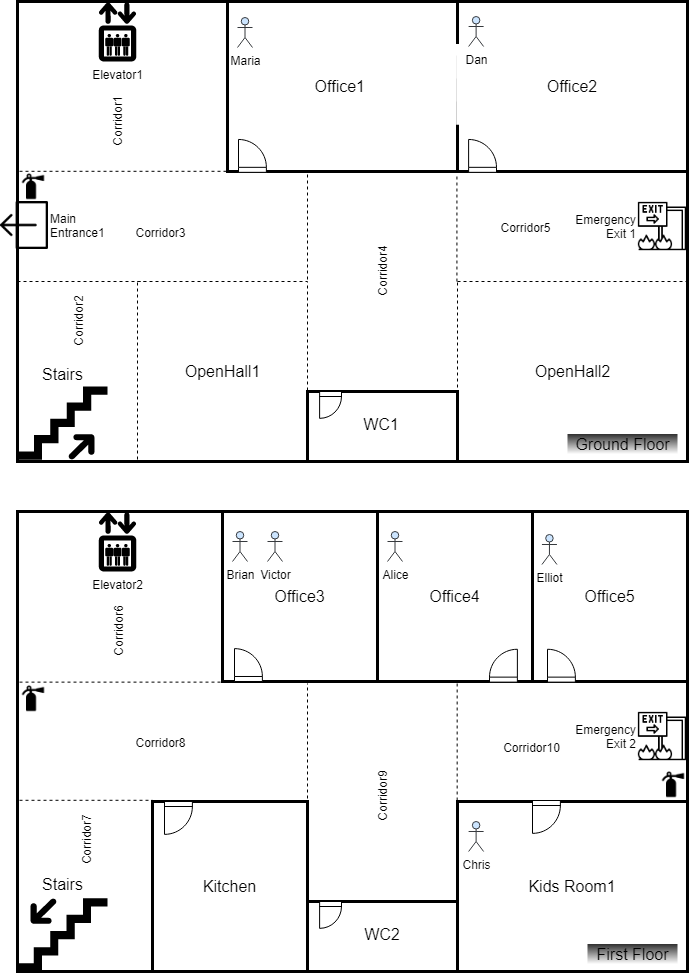 Elevator1
Corridor1
Maria
Office1
Dan
Office2
Main
Entrance1
Corridor3
Corridor4
Corridor5
Emergency
Exit 1
EXIT
Corridor2
Stairs
OpenHall1
OpenHall2
WC1
Ground Floor
Elevator2
Corridor6
Brian
Victor
Office3
Alice
Office4
Elliot
Office5
Corridor8
Corridor9
Corridor10
Emergency
Exit 2
EXIT
Corridor7
Stairs
Kitchen
Chris
Kids Room1
WC2
First Floor